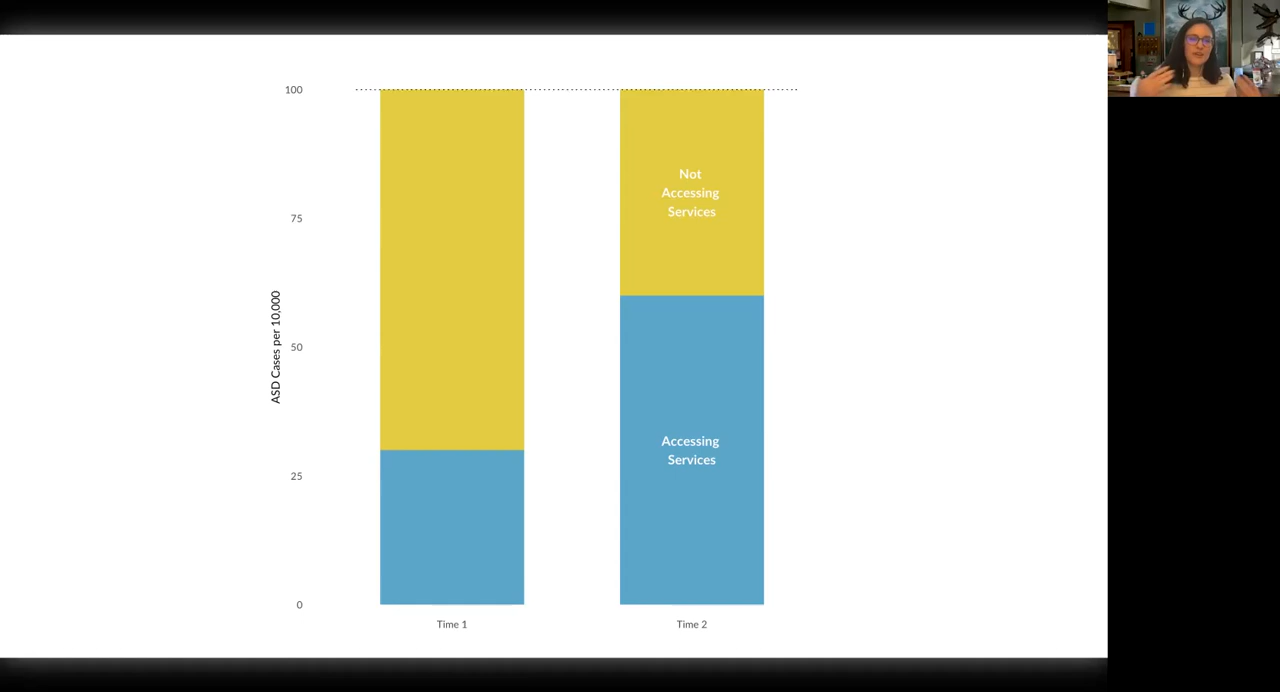 100
75
50
25
0
ASD Cases per 10,000
Not
Accessing
Services
Accessing
Services
Time 1
Time 2